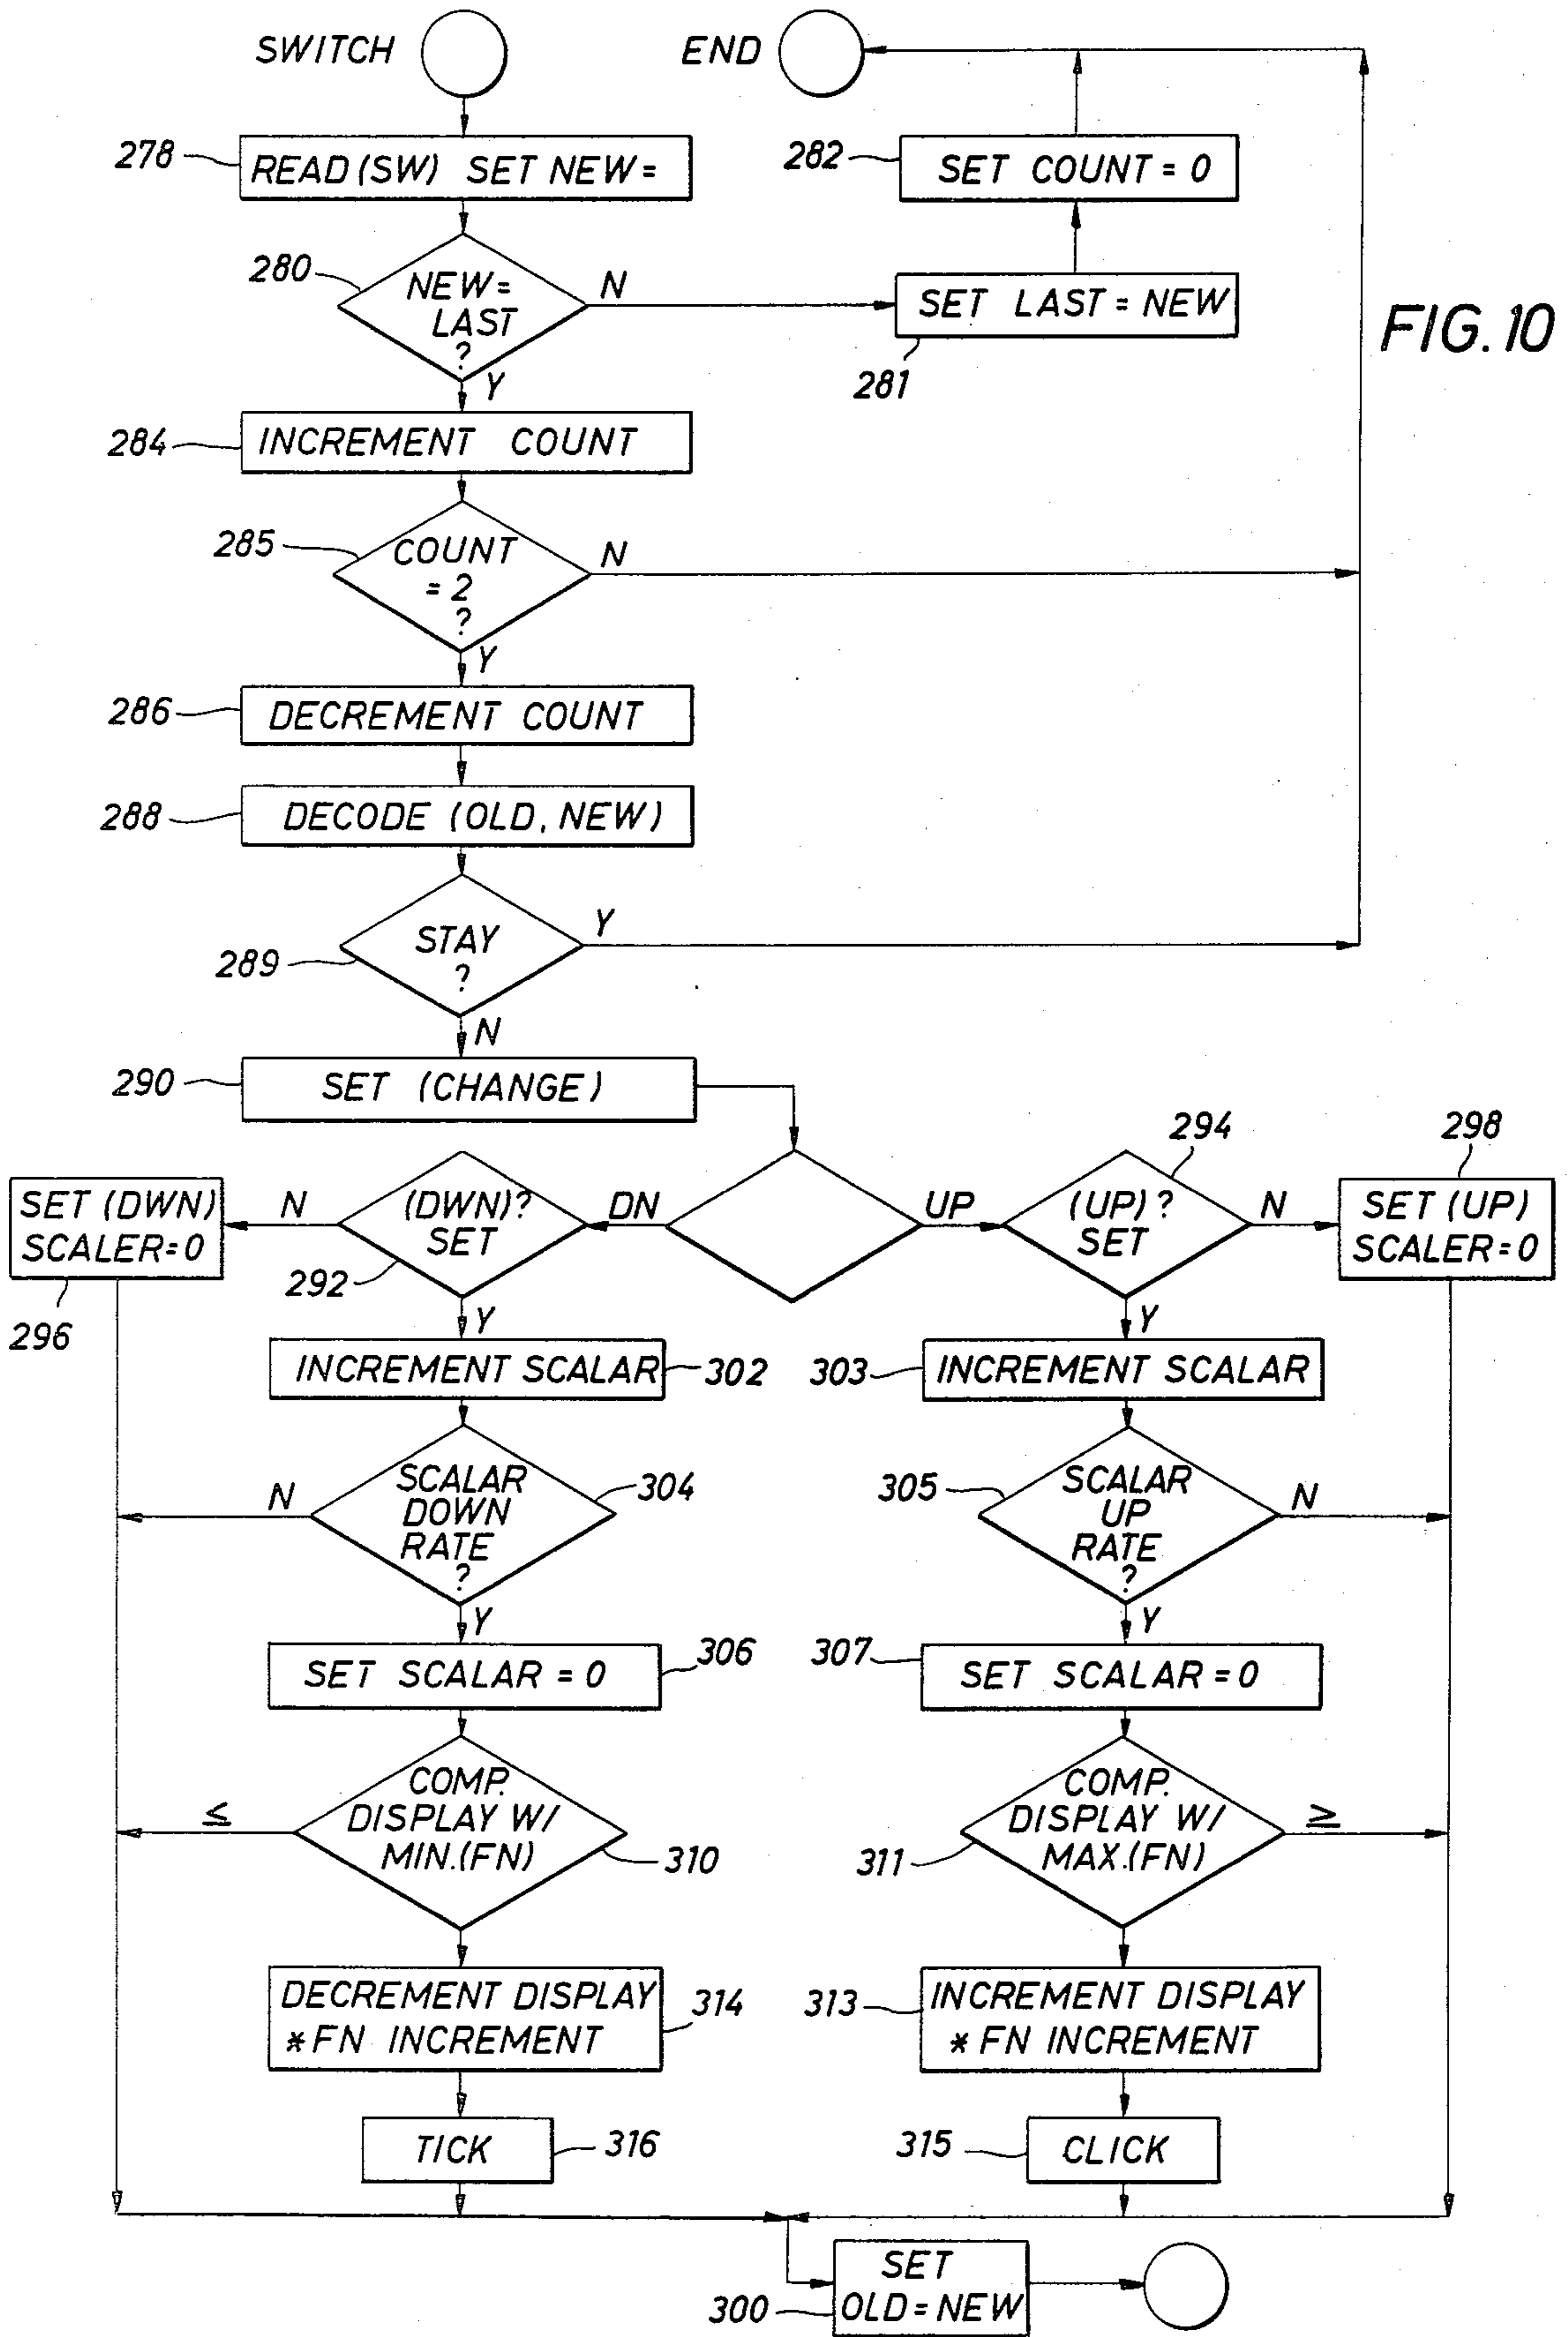 SWITCH
END
278
READ (SW) SET NEW =
282
SET COUNT = 0
280
NEW =
LAST
?
N
Y
SET LAST = NEW
281
FIG. 10
284
INCREMENT COUNT
285
COUNT
= 2
?
N
Y
286
DECREMENT COUNT
288
DECODE (OLD, NEW)
289
STAY
?
Y
N
290
SET (CHANGE)
294
298
SET (DWN)
SCALER = 0
296
N
(DWN)?
SET
292
Y
DN
UP
(UP)?
SET
N
Y
SET (UP)
SCALER = 0
INCREMENT SCALAR
302
303
INCREMENT SCALAR
N
SCALAR
DOWN
RATE
?
304
Y
305
SCALAR
UP
RATE
?
N
Y
SET SCALAR = 0
306
307
SET SCALAR = 0
≤
COMP.
DISPLAY W/
MIN.(FN)
310
311
COMP.
DISPLAY W/
MAX.(FN)
≥
DECREMENT DISPLAY
* FN INCREMENT
314
313
INCREMENT DISPLAY
* FN INCREMENT
TICK
316
315
CLICK
300
SET
OLD = NEW